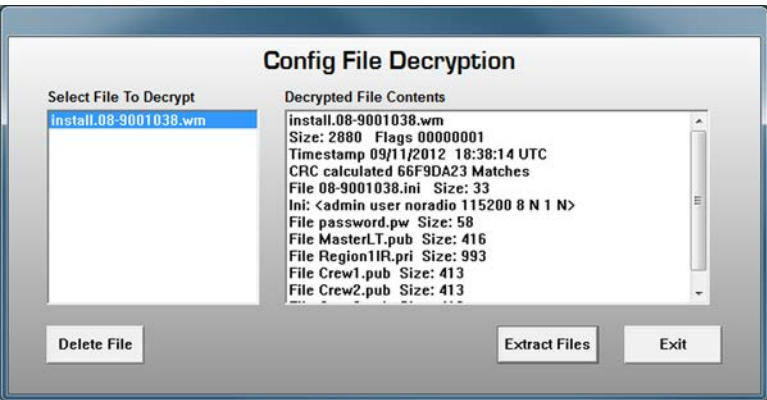 Config File Decryption
Select File To Decrypt
install.08-9001038.wm
Decrypted File Contents
install.08-9001038.wm
Size: 2880 Flags 00000001
Timestamp 09/11/2012 18:38:14 UTC
CRC calculated 66F9DA23 Matches
File 08-9001038.ini Size: 33
Ini: <admin user noradio 115200 8 N 1 N>
File password.pw Size: 58
File MasterLT.pub Size: 416
File Region1IR.pri Size: 993
File Crew1.pub Size: 413
File Crew2.pub Size: 413
Delete File
Extract Files
Exit